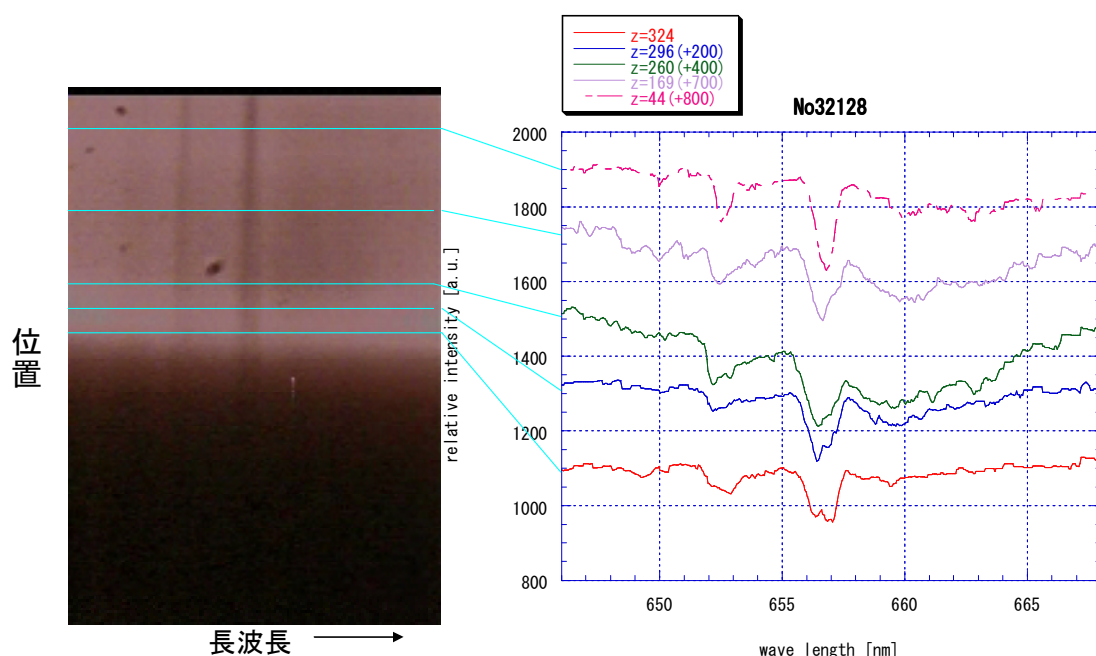 z=324
z=296(+200)
z=260(+400)
z=169(+700)
z=44(+800)
No32128
2000
1800
1600
1400
1200
1000
800
relative intensity [a.u.]
650
655
660
665
wave length [nm]
位置
長波長